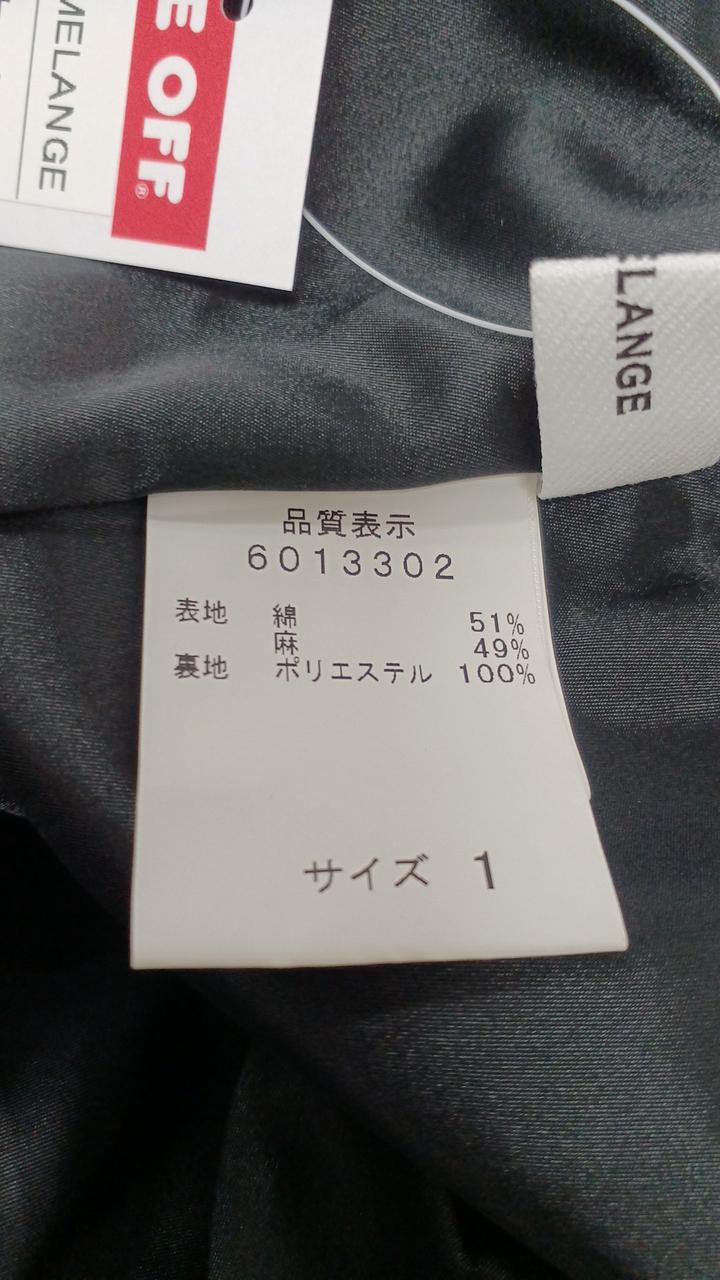 MELANGE
E OFF®
ELANGE
品質表示
6013302
表地 綿 51%
麻 49%
裏地 ポリエステル 100%
サイズ 1